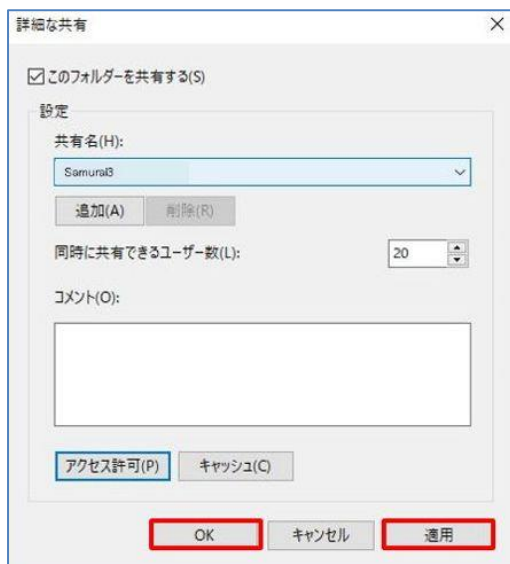 詳細な共有
このフォルダーを共有する(S)
設定
共有名(H):
Samurai3
追加(A) 削除(R)
同時に共有できるユーザー数(L): 20
コメント(O):
アクセス許可(P) キャッシュ(C)
OK キャンセル 適用